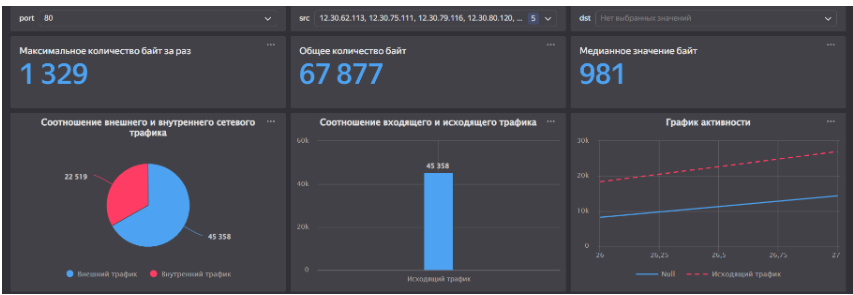 port 80
src 12.30.62.113, 12.30.75.111, 12.30.79.116, 12.30.80.120, ... 5
dst Нет выбранных значений
Максимальное количество байт за раз
1 329
Общее количество байт
67 877
Медианное значение байт
981
Соотношение внешнего и внутреннего сетевого
трафика
22 519
45 358
Внешний трафик Внутренний трафик
Соотношение входящего и исходящего трафика
60k
45 358
40k
20k
0
Исходящий трафик
График активности
30k
20k
10k
0
26 26,25 26,5 26,75 27
Null Исходящий трафик